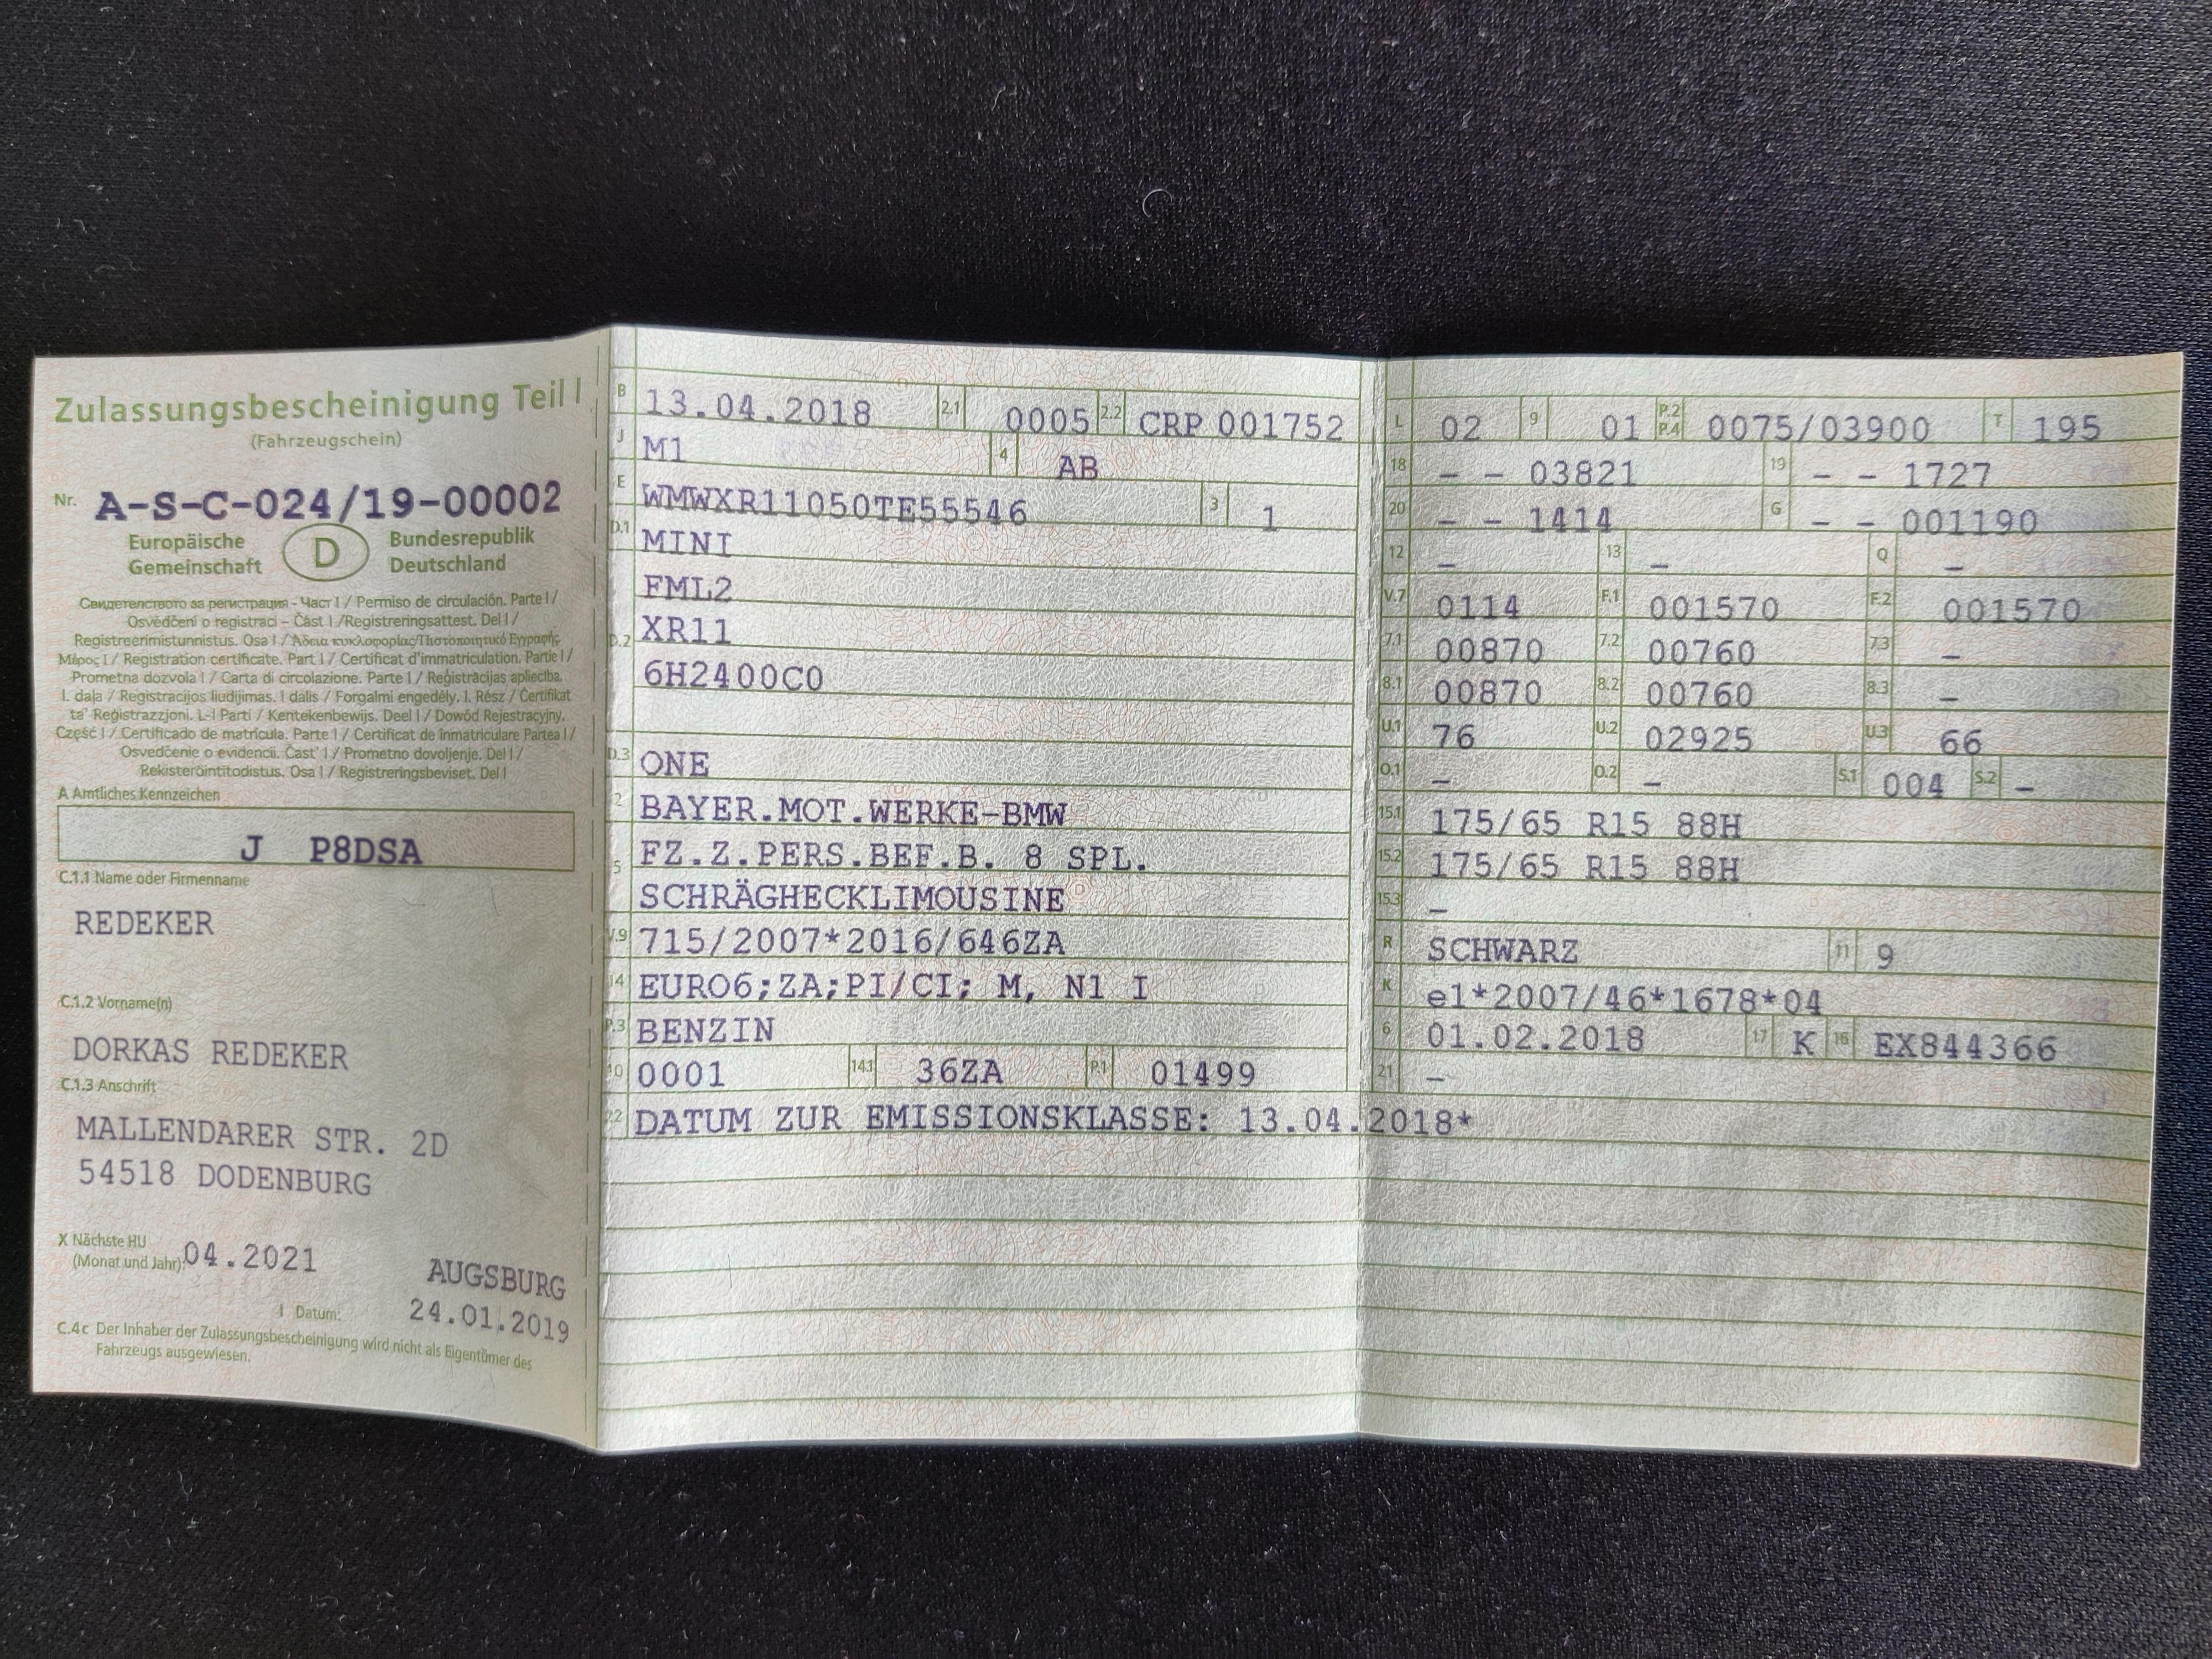 Zulassungsbescheinigung Teil I
(Fahrzeugschein)
Nr. A-S-C-024/19-00002
Europäische Gemeinschaft D Bundesrepublik Deutschland
Свидетелството за регистрация - Част I / Permiso de circulación. Parte I /
Osvědčení o registraci – Část I / Registreringsattest. Del I /
Registreerimistunnistus. Osa I / Άδεια κυκλοφορίας/Πιστοποιητικό Εγγραφής
Μέρος I / Registration certificate. Part I / Certificat d'immatriculation. Partie I /
Prometna dozvola I / Carta di circolazione. Parte I / Reģistrācijas apliecība.
I. daļa / Registracijos liudijimas. I dalis / Forgalmi engedély. I. Rész / Ċertifikat
ta' Reġistrazzjoni. L-I Parti / Kentekenbewijs. Deel I / Dowód Rejestracyjny.
Część I / Certificado de matrícula. Parte I / Certificat de înmatriculare Partea I /
Osvedčenie o evidencii. Časť I / Prometno dovoljenje. Del I /
Rekisteröintitodistus. Osa I / Registreringsbeviset. Del I
A Amtliches Kennzeichen
J P8DSA
C.1.1 Name oder Firmenname
REDEKER
C.1.2 Vorname(n)
DORKAS REDEKER
C.1.3 Anschrift
MALLENDARER STR. 2D
54518 DODENBURG
X Nächste HU
(Monat und Jahr) 04.2021
AUGSBURG
I Datum: 24.01.2019
C.4c Der Inhaber der Zulassungsbescheinigung wird nicht als Eigentümer des
Fahrzeugs ausgewiesen.
B 13.04.2018 2.1 0005 2.2 CRP 001752
J M1 4 AB
E WMWXR11050TE55546 3 1
D.1 MINI
FML2
D.2 XR11
6H2400C0
D.3 ONE
2 BAYER.MOT.WERKE-BMW
5 FZ.Z.PERS.BEF.B. 8 SPL.
SCHRÄGHECKLIMOUSINE
V.9 715/2007*2016/646ZA
14 EURO6;ZA;PI/CI; M, N1 I
P.3 BENZIN
10 0001 14.1 36ZA P.1 01499
22 DATUM ZUR EMISSIONSKLASSE: 13.04.2018*
L 02 9 01 P.2 P.4 0075/03900 T 195
18 – – 03821 19 – – 1727
20 – – 1414 G – – 001190
12 – 13 – Q –
V.7 0114 F.1 001570 F.2 001570
7.1 00870 7.2 00760 7.3 –
8.1 00870 8.2 00760 8.3 –
U.1 76 U.2 02925 U.3 66
O.1 – O.2 – S.1 004 S.2 –
15.1 175/65 R15 88H
15.2 175/65 R15 88H
15.3 –
R SCHWARZ 11 9
K e1*2007/46*1678*04
6 01.02.2018 17 K 16 EX844366
21 –